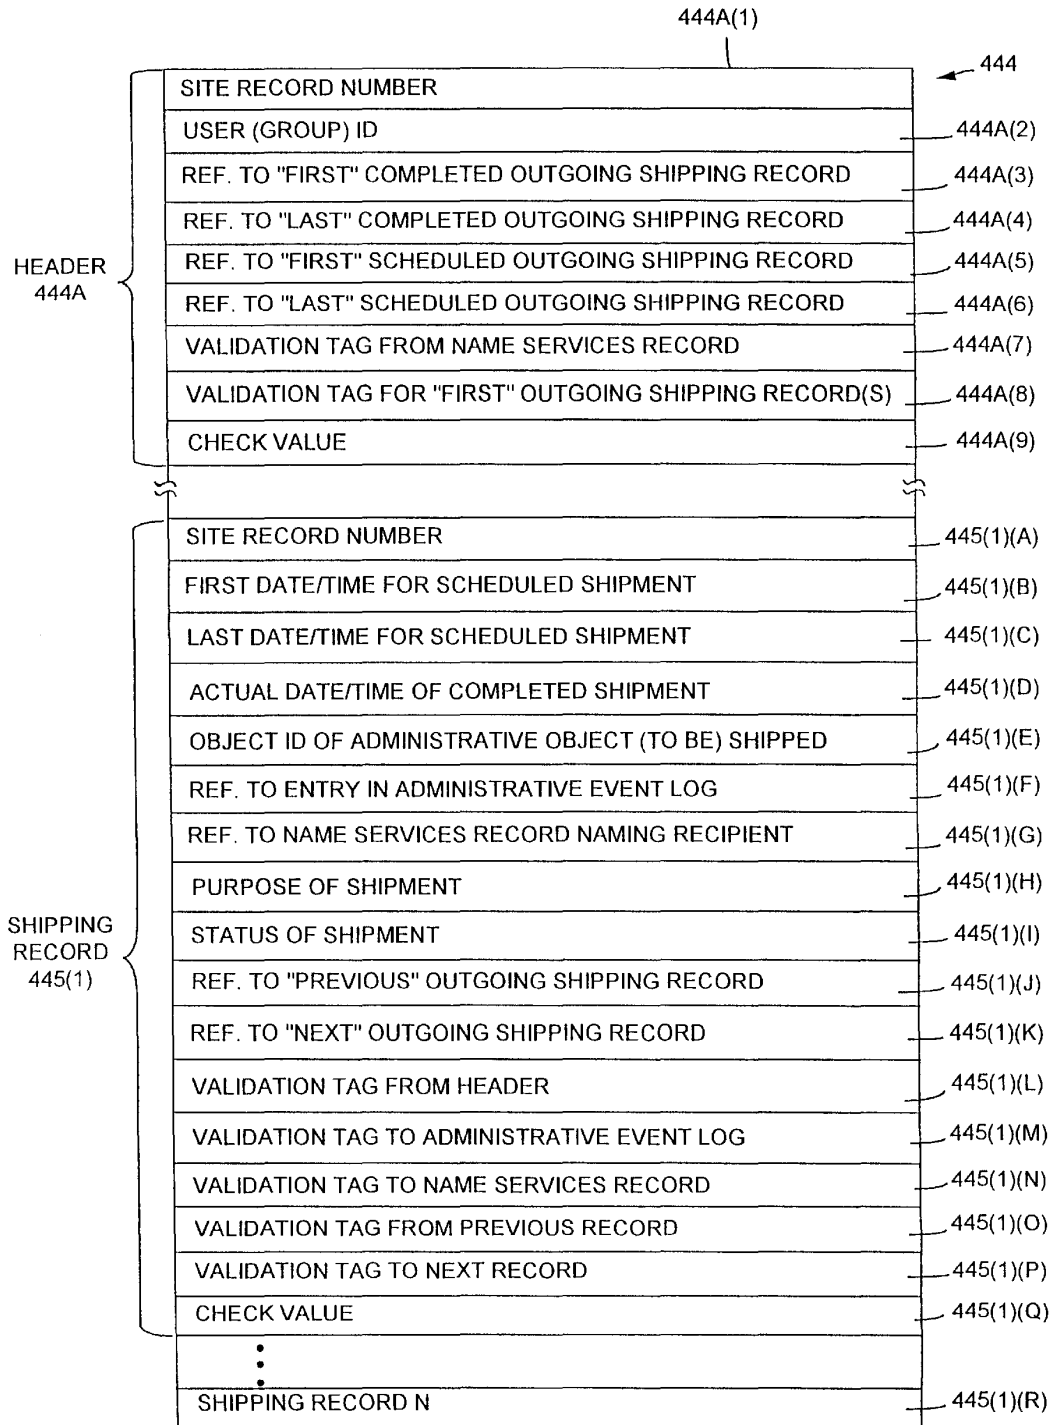 444A(1)
444
SITE RECORD NUMBER
USER (GROUP) ID 444A(2)
REF. TO "FIRST" COMPLETED OUTGOING SHIPPING RECORD 444A(3)
REF. TO "LAST" COMPLETED OUTGOING SHIPPING RECORD 444A(4)
HEADER
444A
REF. TO "FIRST" SCHEDULED OUTGOING SHIPPING RECORD 444A(5)
REF. TO "LAST" SCHEDULED OUTGOING SHIPPING RECORD 444A(6)
VALIDATION TAG FROM NAME SERVICES RECORD 444A(7)
VALIDATION TAG FOR "FIRST" OUTGOING SHIPPING RECORD(S) 444A(8)
CHECK VALUE 444A(9)
SITE RECORD NUMBER 445(1)(A)
FIRST DATE/TIME FOR SCHEDULED SHIPMENT 445(1)(B)
LAST DATE/TIME FOR SCHEDULED SHIPMENT 445(1)(C)
ACTUAL DATE/TIME OF COMPLETED SHIPMENT 445(1)(D)
OBJECT ID OF ADMINISTRATIVE OBJECT (TO BE) SHIPPED 445(1)(E)
REF. TO ENTRY IN ADMINISTRATIVE EVENT LOG 445(1)(F)
REF. TO NAME SERVICES RECORD NAMING RECIPIENT 445(1)(G)
PURPOSE OF SHIPMENT 445(1)(H)
SHIPPING
RECORD
445(1)
STATUS OF SHIPMENT 445(1)(I)
REF. TO "PREVIOUS" OUTGOING SHIPPING RECORD 445(1)(J)
REF. TO "NEXT" OUTGOING SHIPPING RECORD 445(1)(K)
VALIDATION TAG FROM HEADER 445(1)(L)
VALIDATION TAG TO ADMINISTRATIVE EVENT LOG 445(1)(M)
VALIDATION TAG TO NAME SERVICES RECORD 445(1)(N)
VALIDATION TAG FROM PREVIOUS RECORD 445(1)(O)
VALIDATION TAG TO NEXT RECORD 445(1)(P)
CHECK VALUE 445(1)(Q)
SHIPPING RECORD N 445(1)(R)